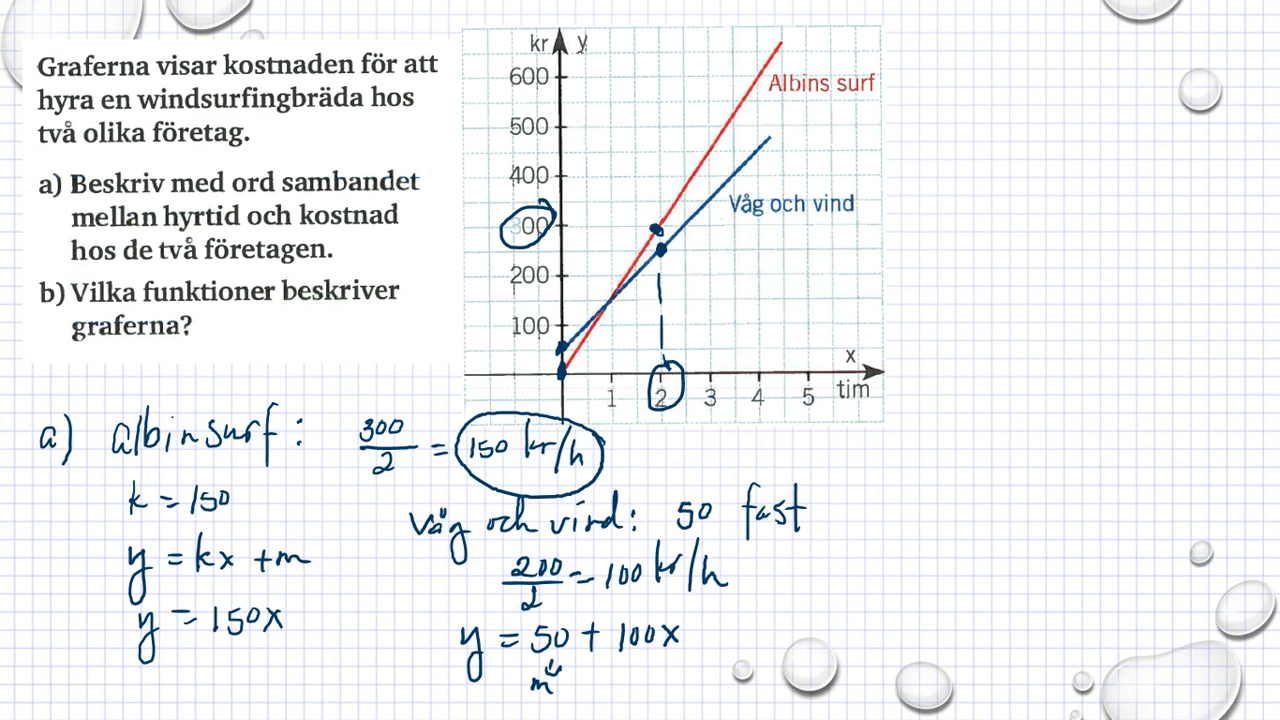 Graferna visar kostnaden för att
hyra en windsurfingbräda hos
två olika företag.
a) Beskriv med ord sambandet
mellan hyrtid och kostnad
hos de två företagen.
b) Vilka funktioner beskriver
graferna?
kr y
600
500
400
300
200
100
Albins surf
Våg och vind
x
1 2 3 4 5 tim
a) albinsurf: 300/2 = 150 kr/h
k = 150
y = kx + m
y = 150x
Våg och vind: 50 fast
200/2 = 100 kr/h
y = 50 + 100x
m